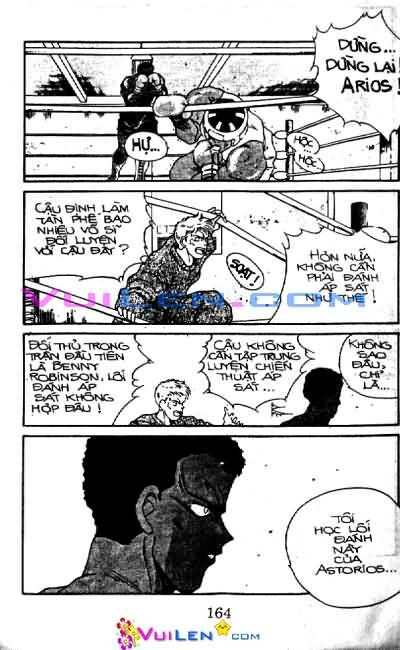 DỪNG...
DỪNG LẠI
ARIOS!
HỰ...
HỘC...
HỘC
CẬU ĐỊNH LÀM
TÀN PHẾ BAO
NHIÊU VÕ SĨ
ĐỐI LUYỆN
VỚI CẬU ĐÂY?
SOẠT!
HƠN NỮA,
KHÔNG CẦN
PHẢI ĐÁNH
ÁP SÁT
NHƯ THẾ!
VUILEN.COM
ĐỐI THỦ TRONG
TRẬN ĐẤU TIÊN
LÀ BENNY
ROBINSON, LỐI
ĐÁNH ÁP
SÁT KHÔNG
HỢP ĐÂU!
CẬU KHÔNG
CẦN TẬP TRUNG
LUYỆN CHIẾN
THUẬT ÁP
SÁT...
KHÔNG
SAO
ĐÂU,
CHỈ
LÀ...
TÔI
HỌC LỐI
ĐÁNH
NÀY
CỦA
ASTORIOS...
164
VUILEN.COM